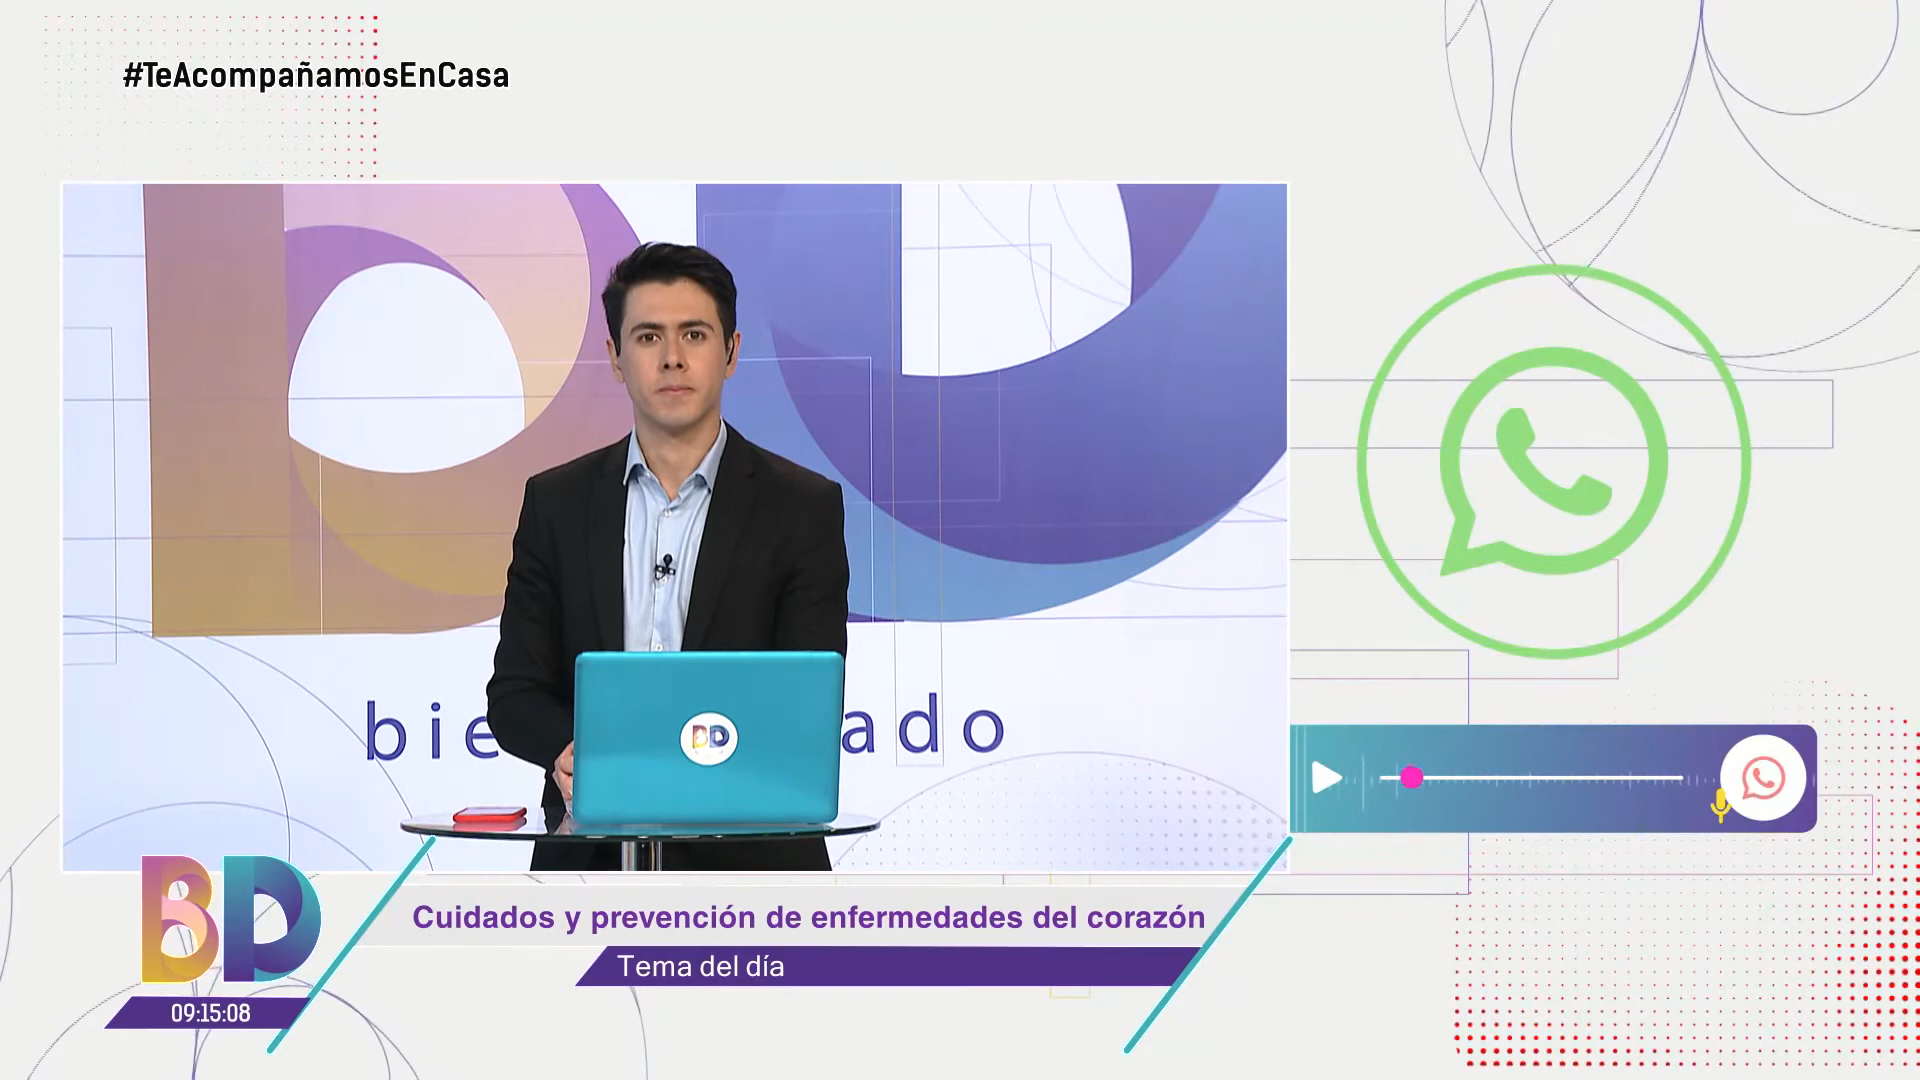 #TeAcompañamosEnCasa
bie ado
BD
BD
Cuidados y prevención de enfermedades del corazón
Tema del día
09:15:08